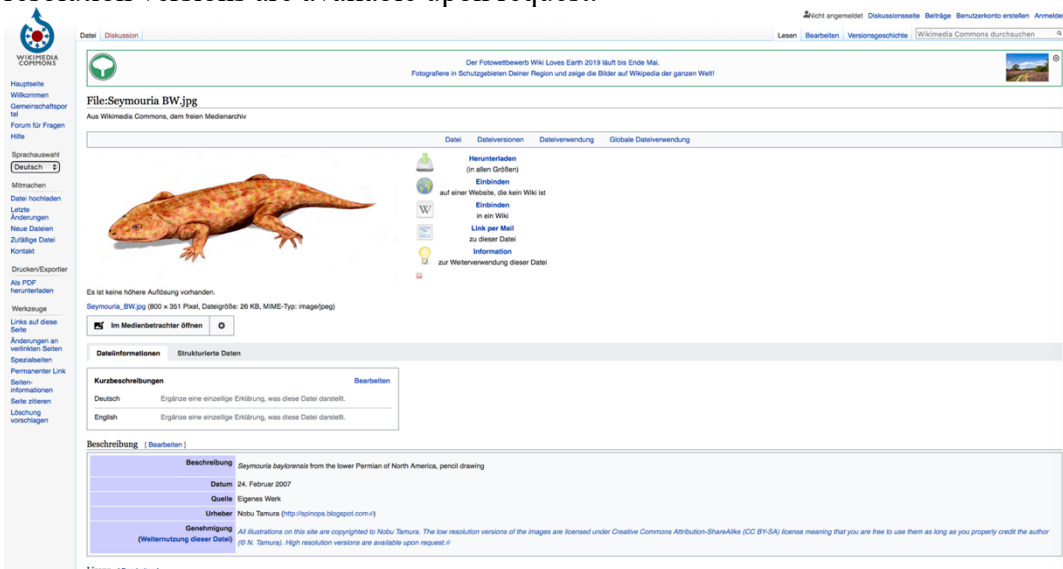 resolution versions are available upon request.
Nicht angemeldet Diskussionsseite Beiträge Benutzerkonto erstellen Anmelden
Datei Diskussion
Lesen Bearbeiten Versionsgeschichte Wikimedia Commons durchsuchen
WIKIMEDIA
COMMONS
Der Fotowettbewerb Wiki Loves Earth 2019 läuft bis Ende Mai.
Fotografiere in Schutzgebieten Deiner Region und zeige die Bilder auf Wikipedia der ganzen Welt!
Hauptseite
Willkommen
Gemeinschaftspor
tal
Forum für Fragen
Hilfe
Sprachauswahl
Deutsch
Mitmachen
Datei hochladen
Letzte
Änderungen
Neue Dateien
Zufällige Datei
Kontakt
Drucken/Exportier
Als PDF
herunterladen
Werkzeuge
Links auf diese
Seite
Änderungen an
verlinkten Seiten
Spezialseiten
Permanenter Link
Seiten-
informationen
Seite zitieren
Löschung
vorschlagen
File:Seymouria BW.jpg
Aus Wikimedia Commons, dem freien Medienarchiv
Datei Dateiversionen Dateiverwendung Globale Dateiverwendung
Herunterladen
(in allen Größen)
Einbinden
auf einer Website, die kein Wiki ist
W
Einbinden
in ein Wiki
Link per Mail
zu dieser Datei
Information
zur Weiterverwendung dieser Datei
Es ist keine höhere Auflösung vorhanden.
Seymouria_BW.jpg (800 × 351 Pixel, Dateigröße: 26 KB, MIME-Typ: image/jpeg)
Im Medienbetrachter öffnen
Dateiinformationen Strukturierte Daten
Kurzbeschreibungen Bearbeiten
Deutsch Ergänze eine einzeilige Erklärung, was diese Datei darstellt.
English Ergänze eine einzeilige Erklärung, was diese Datei darstellt.
Beschreibung [ Bearbeiten ]
Beschreibung Seymouria baylorensis from the lower Permian of North America, pencil drawing
Datum 24. Februar 2007
Quelle Eigenes Werk
Urheber Nobu Tamura (http://spinops.blogspot.com)
Genehmigung
(Weiternutzung dieser Datei)
All illustrations on this site are copyrighted to Nobu Tamura. The low resolution versions of the images are licensed under Creative Commons Attribution-ShareAlike (CC BY-SA) license meaning that you are free to use them as long as you properly credit the author
(© N. Tamura). High resolution versions are available upon request.